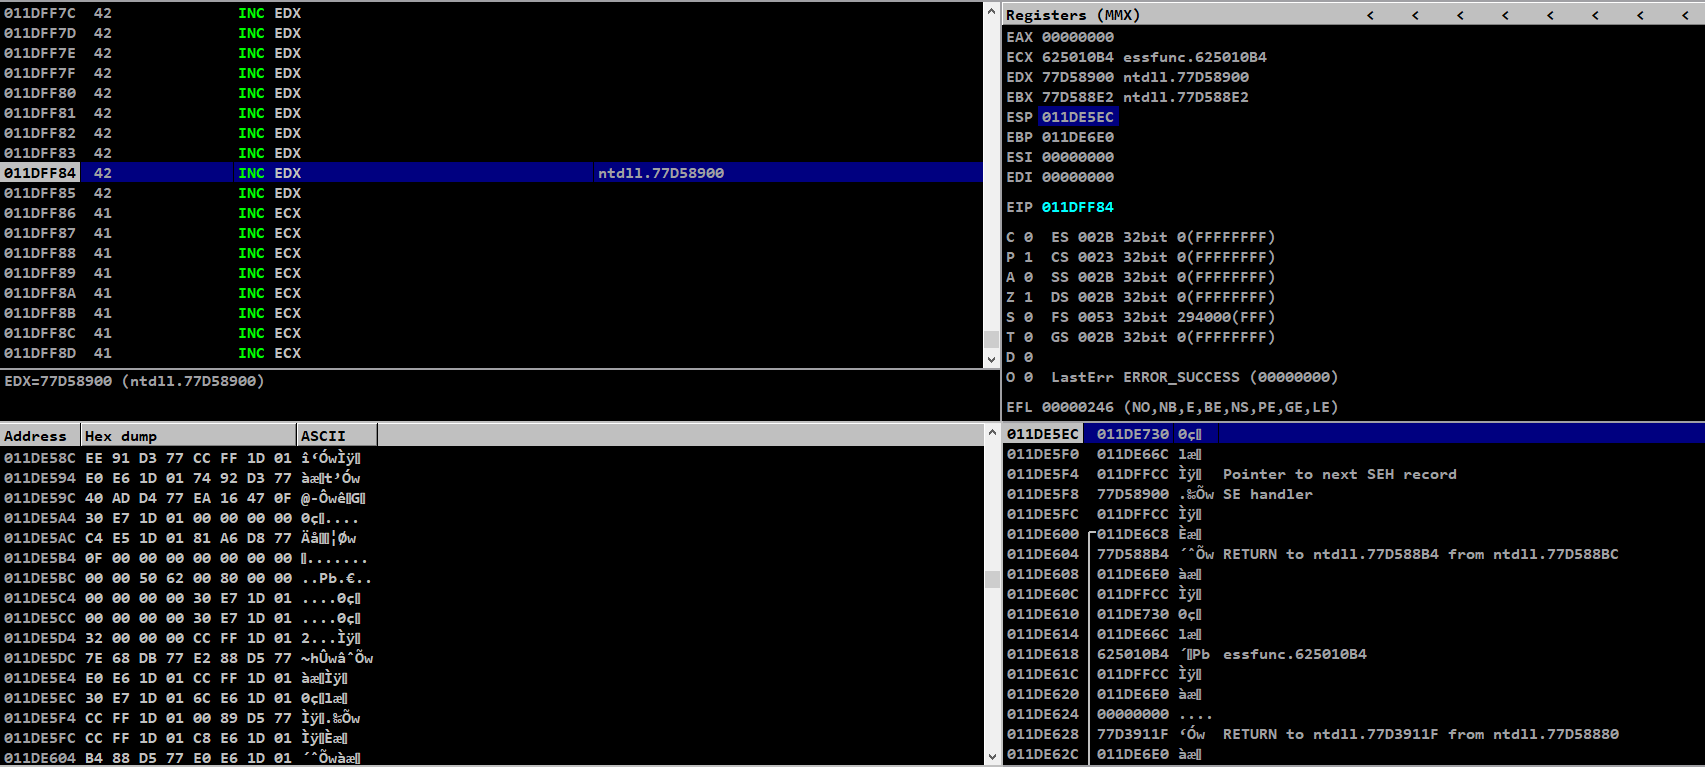 011DFF7C 42 INC EDX
011DFF7D 42 INC EDX
011DFF7E 42 INC EDX
011DFF7F 42 INC EDX
011DFF80 42 INC EDX
011DFF81 42 INC EDX
011DFF82 42 INC EDX
011DFF83 42 INC EDX
011DFF84 42 INC EDX ntdll.77D58900
011DFF85 42 INC EDX
011DFF86 41 INC ECX
011DFF87 41 INC ECX
011DFF88 41 INC ECX
011DFF89 41 INC ECX
011DFF8A 41 INC ECX
011DFF8B 41 INC ECX
011DFF8C 41 INC ECX
011DFF8D 41 INC ECX
EDX=77D58900 (ntdll.77D58900)
Registers (MMX) < < < < < < < <
EAX 00000000
ECX 625010B4 essfunc.625010B4
EDX 77D58900 ntdll.77D58900
EBX 77D588E2 ntdll.77D588E2
ESP 011DE5EC
EBP 011DE6E0
ESI 00000000
EDI 00000000
EIP 011DFF84
C 0 ES 002B 32bit 0(FFFFFFFF)
P 1 CS 0023 32bit 0(FFFFFFFF)
A 0 SS 002B 32bit 0(FFFFFFFF)
Z 1 DS 002B 32bit 0(FFFFFFFF)
S 0 FS 0053 32bit 294000(FFF)
T 0 GS 002B 32bit 0(FFFFFFFF)
D 0
O 0 LastErr ERROR_SUCCESS (00000000)
EFL 00000246 (NO,NB,E,BE,NS,PE,GE,LE)
Address Hex dump ASCII
011DE58C EE 91 D3 77 CC FF 1D 01 î‘ÓwÌÿ
011DE594 E0 E6 1D 01 74 92 D3 77 àæt’Ów
011DE59C 40 AD D4 77 EA 16 47 0F @-ÔwêG
011DE5A4 30 E7 1D 01 00 00 00 00 0ç....
011DE5AC C4 E5 1D 01 81 A6 D8 77 Äå¦Øw
011DE5B4 0F 00 00 00 00 00 00 00 .......
011DE5BC 00 00 50 62 00 80 00 00 ..Pb.€..
011DE5C4 00 00 00 00 30 E7 1D 01 ....0ç
011DE5CC 00 00 00 00 30 E7 1D 01 ....0ç
011DE5D4 32 00 00 00 CC FF 1D 01 2...Ìÿ
011DE5DC 7E 68 DB 77 E2 88 D5 77 ~hÛwâˆÕw
011DE5E4 E0 E6 1D 01 CC FF 1D 01 àæÌÿ
011DE5EC 30 E7 1D 01 6C E6 1D 01 0çlæ
011DE5F4 CC FF 1D 01 00 89 D5 77 Ìÿ.‰Õw
011DE5FC CC FF 1D 01 C8 E6 1D 01 ÌÿÈæ
011DE604 B4 88 D5 77 E0 E6 1D 01 ´ˆÕwàæ
011DE5EC 011DE730 0ç
011DE5F0 011DE66C læ
011DE5F4 011DFFCC Ìÿ Pointer to next SEH record
011DE5F8 77D58900 .‰Õw SE handler
011DE5FC 011DFFCC Ìÿ
011DE600 011DE6C8 Èæ
011DE604 77D588B4 ´ˆÕw RETURN to ntdll.77D588B4 from ntdll.77D588BC
011DE608 011DE6E0 àæ
011DE60C 011DFFCC Ìÿ
011DE610 011DE730 0ç
011DE614 011DE66C læ
011DE618 625010B4 ´Pb essfunc.625010B4
011DE61C 011DFFCC Ìÿ
011DE620 011DE6E0 àæ
011DE624 00000000 ....
011DE628 77D3911F ‘Ów RETURN to ntdll.77D3911F from ntdll.77D58880
011DE62C 011DE6E0 àæ